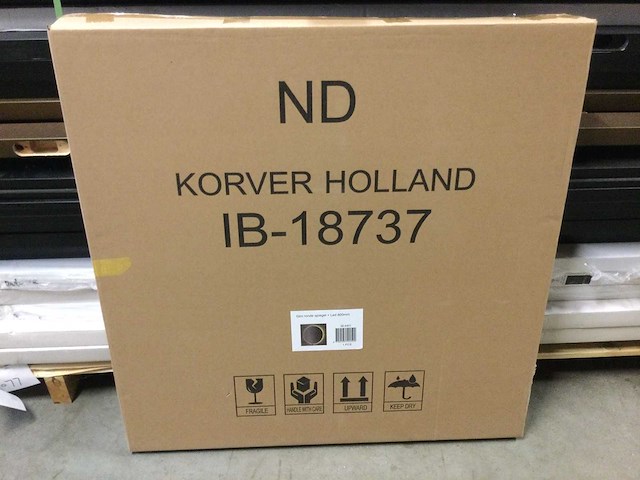 ND
KORVER HOLLAND
IB-18737
FRAGILE
HANDLE WITH CARE
UPWARD
KEEP DRY